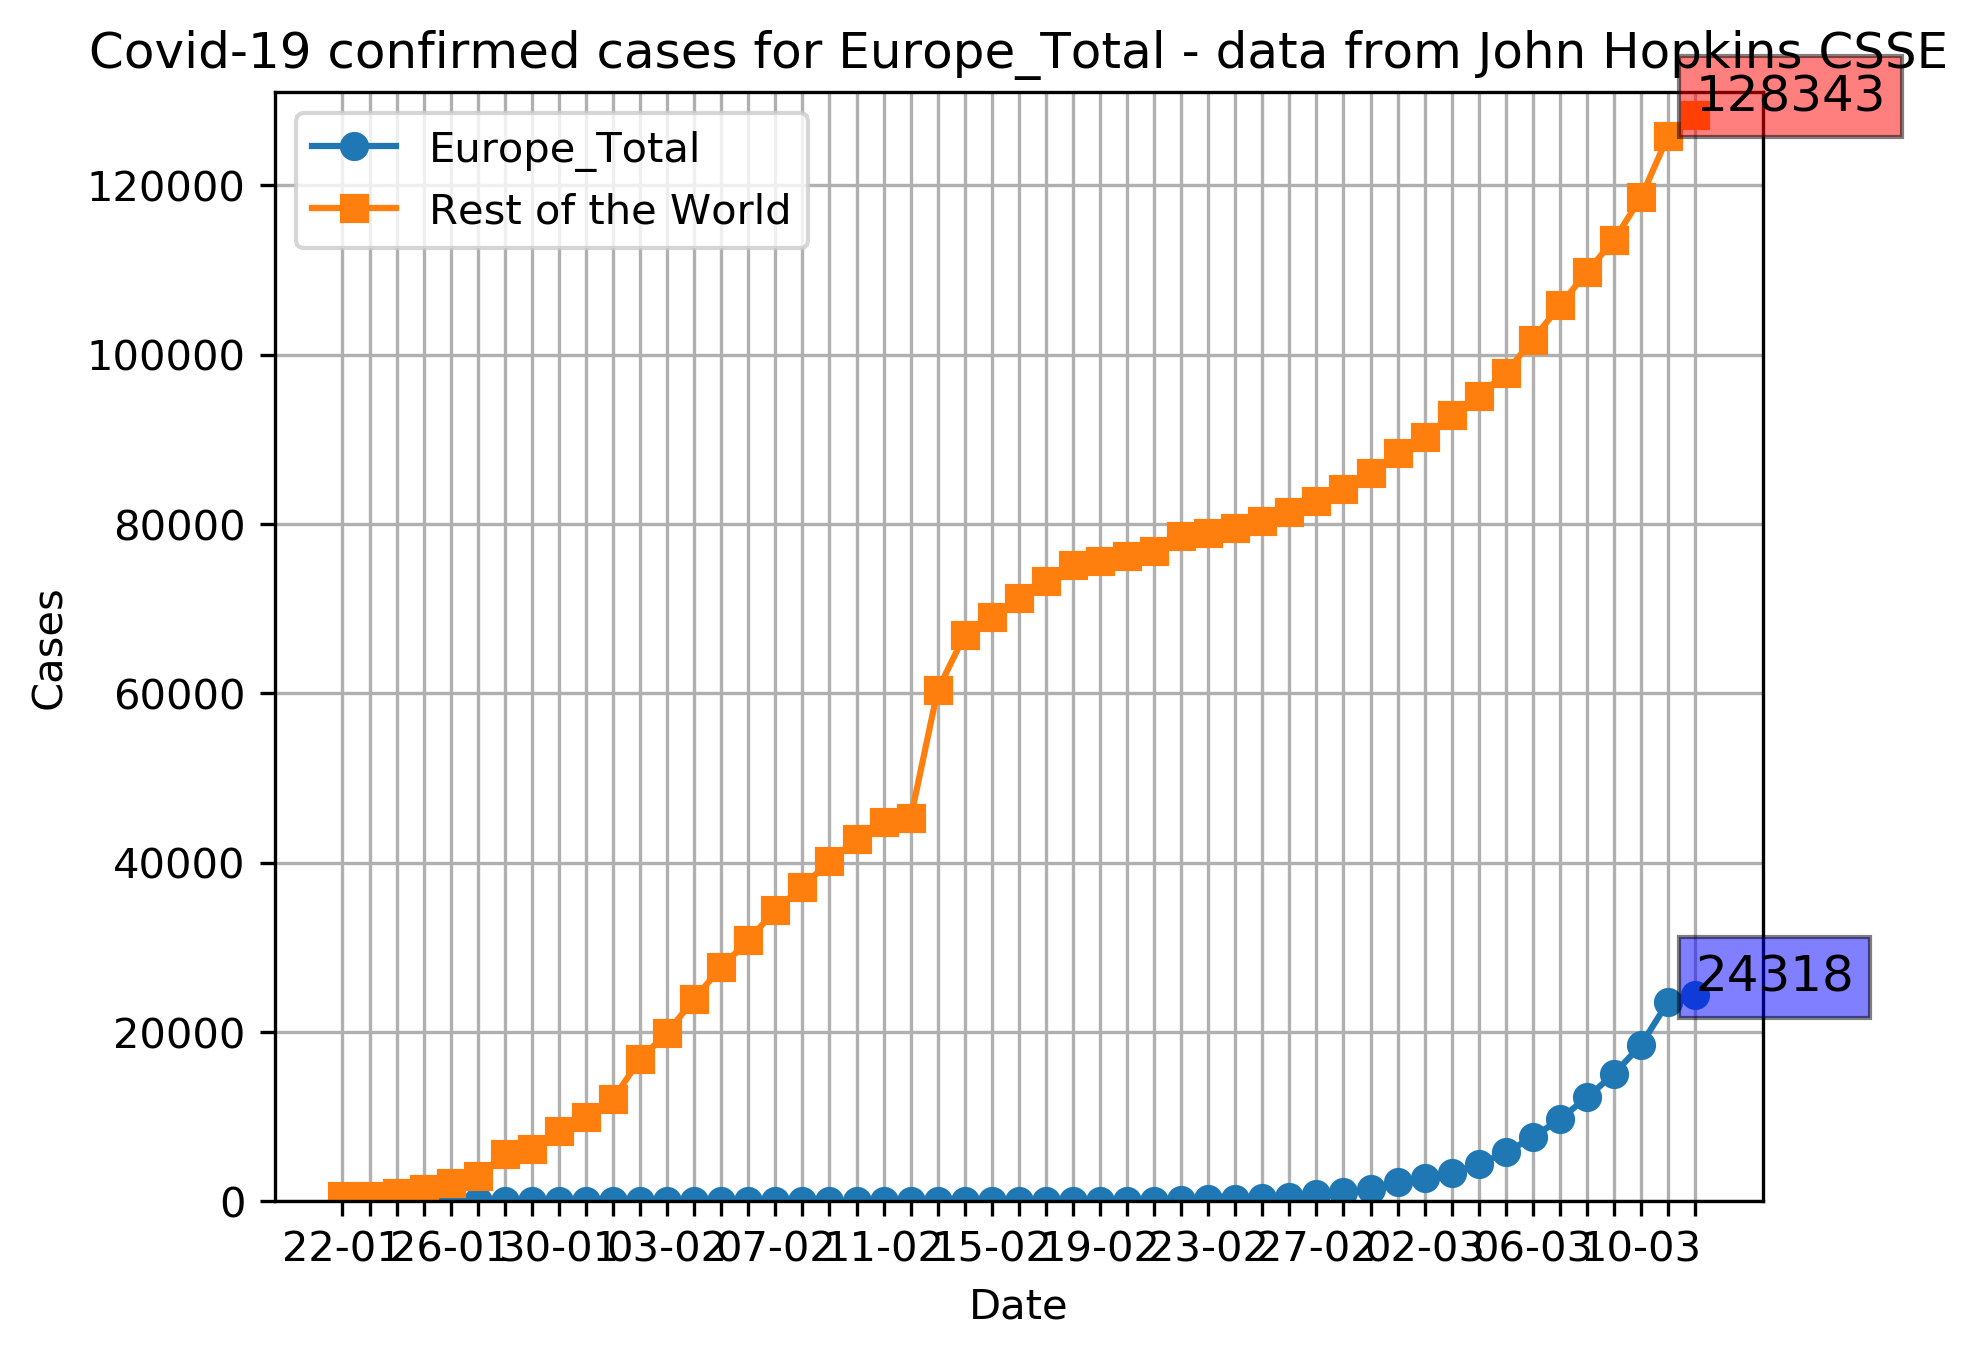 Covid-19 confirmed cases for Europe_Total - data from John Hopkins CSSE
128343
Europe_Total
Rest of the World
120000
100000
80000
60000
40000
20000
0
Cases
24318
22-01 26-01 30-01 03-02 07-02 11-02 15-02 19-02 23-02 27-02 02-03 06-03 10-03
Date